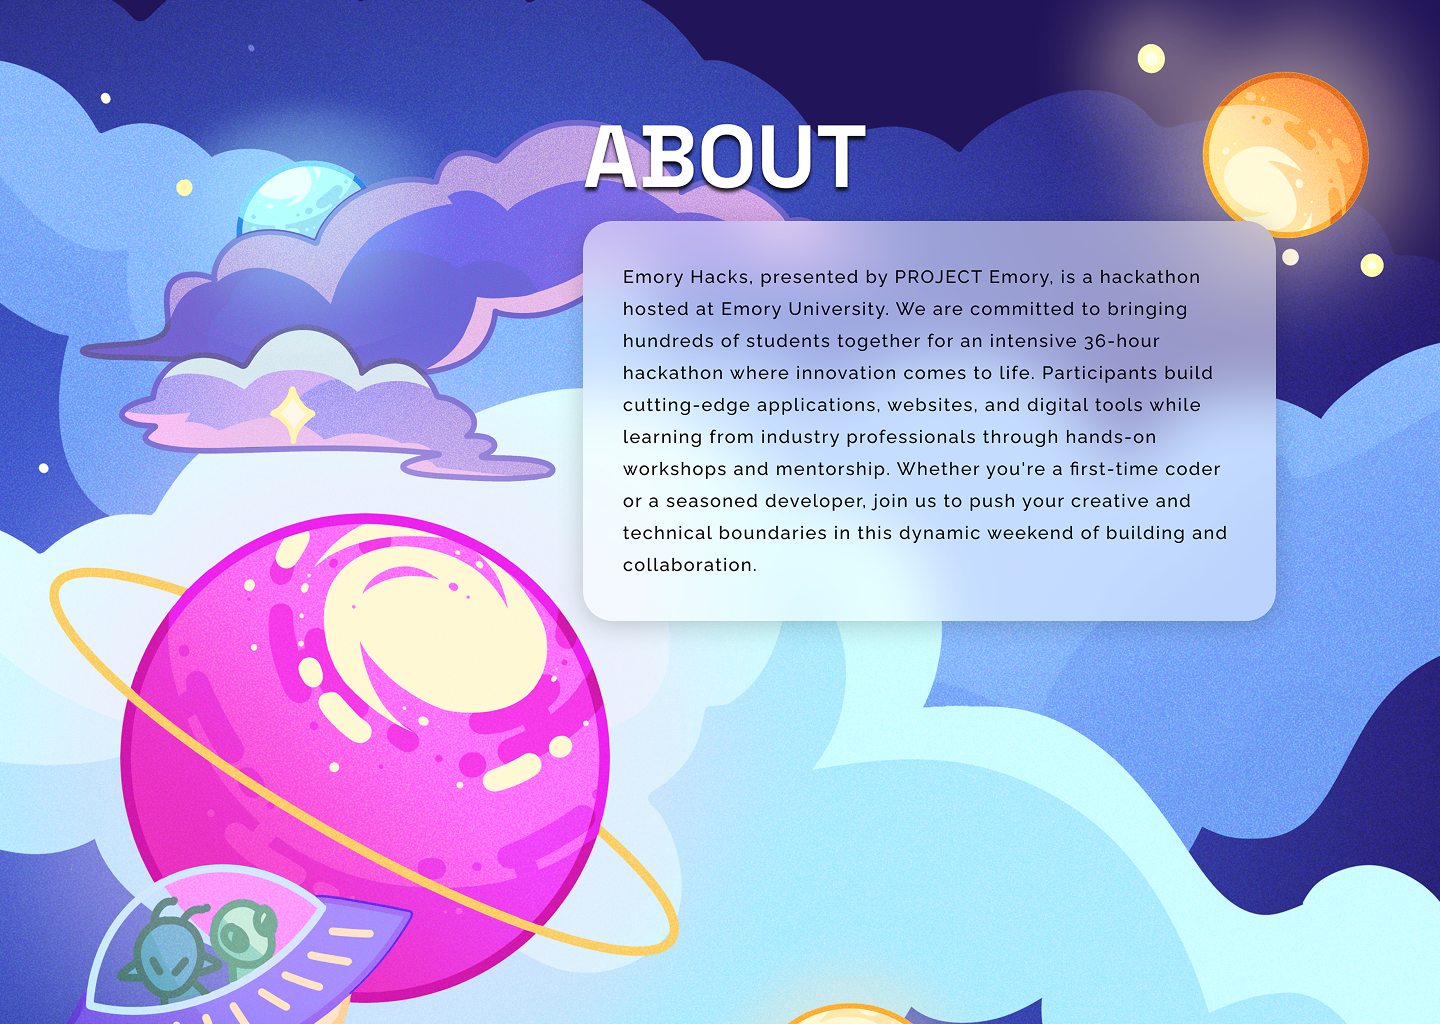 ABOUT
Emory Hacks, presented by PROJECT Emory, is a hackathon
hosted at Emory University. We are committed to bringing
hundreds of students together for an intensive 36-hour
hackathon where innovation comes to life. Participants build
cutting-edge applications, websites, and digital tools while
learning from industry professionals through hands-on
workshops and mentorship. Whether you're a first-time coder
or a seasoned developer, join us to push your creative and
technical boundaries in this dynamic weekend of building and
collaboration.